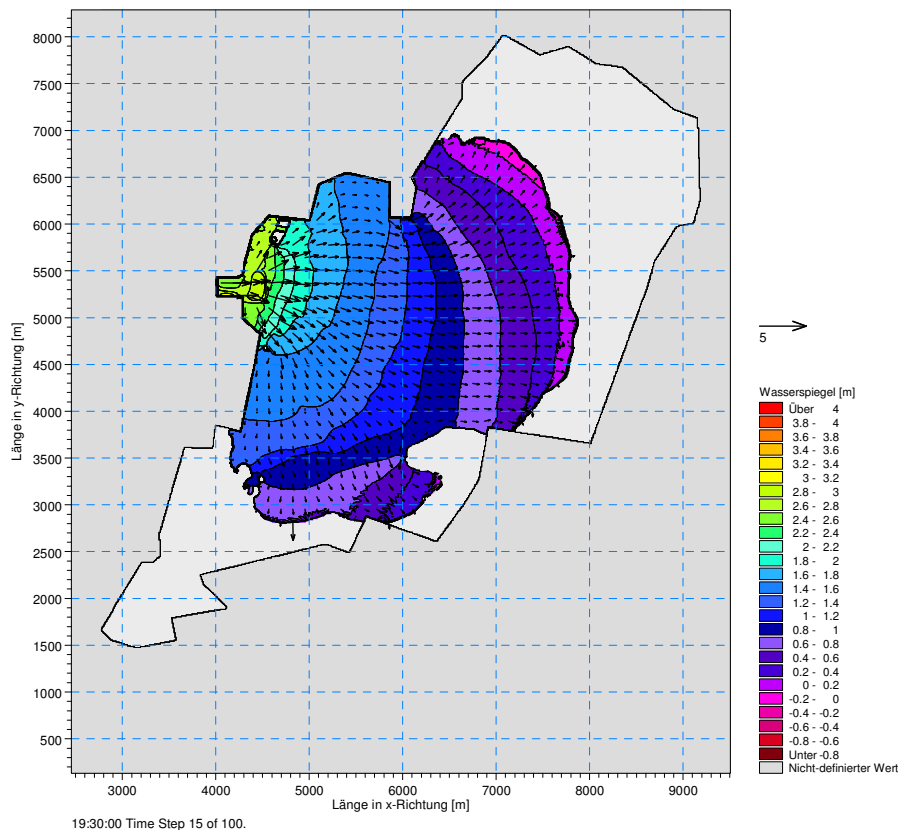 8000
7500
7000
6500
6000
5500
5000
4500
4000
3500
3000
2500
2000
1500
1000
500
Länge in y-Richtung [m]
3000 4000 5000 6000 7000 8000 9000
Länge in x-Richtung [m]
19:30:00 Time Step 15 of 100.
5
Wasserspiegel [m]
Über 4
3.8 - 4
3.6 - 3.8
3.4 - 3.6
3.2 - 3.4
3 - 3.2
2.8 - 3
2.6 - 2.8
2.4 - 2.6
2.2 - 2.4
2 - 2.2
1.8 - 2
1.6 - 1.8
1.4 - 1.6
1.2 - 1.4
1 - 1.2
0.8 - 1
0.6 - 0.8
0.4 - 0.6
0.2 - 0.4
0 - 0.2
-0.2 - 0
-0.4 - -0.2
-0.6 - -0.4
-0.8 - -0.6
Unter -0.8
Nicht-definierter Wert